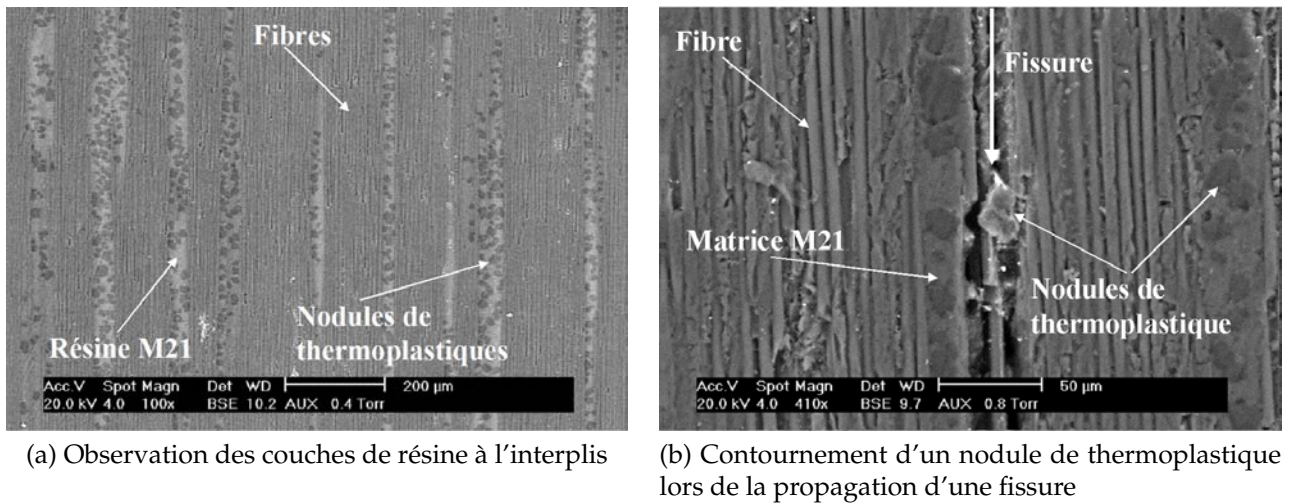 Fibres
Résine M21
Nodules de
thermoplastiques
Acc.V Spot Magn Det WD 200 µm
20.0 kV 4.0 100x BSE 10.2 AUX 0.4 Torr
(a) Observation des couches de résine à l'interplis
Fibre
Fissure
Matrice M21
Nodules de
thermoplastique
Acc.V Spot Magn Det WD 50 µm
20.0 kV 4.0 410x BSE 9.7 AUX 0.8 Torr
(b) Contournement d'un nodule de thermoplastique
lors de la propagation d'une fissure